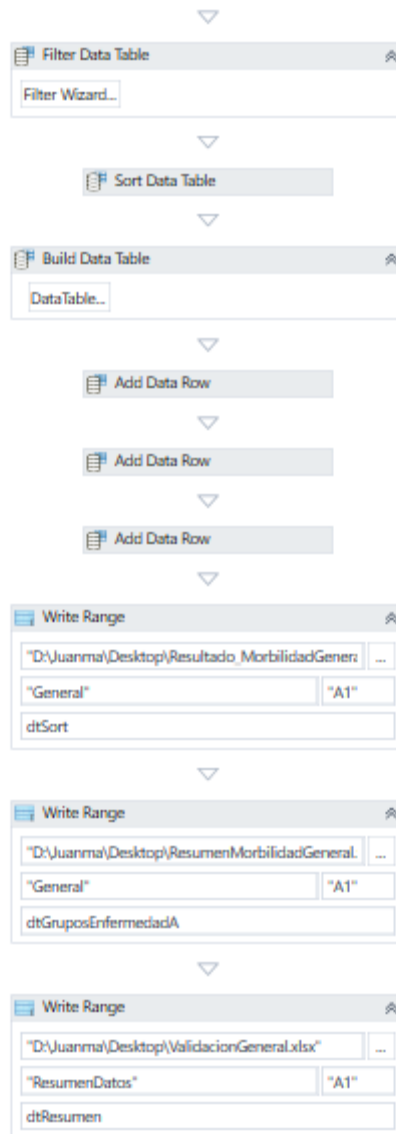 Filter Data Table
Filter Wizard...
Sort Data Table
Build Data Table
DataTable...
Add Data Row
Add Data Row
Add Data Row
Write Range
"D:\Juanma\Desktop\Resultado_MorbilidadGenera ...
"General" "A1"
dtSort
Write Range
"D:\Juanma\Desktop\ResumenMorbilidadGeneral. ...
"General" "A1"
dtGruposEnfermedadA
Write Range
"D:\Juanma\Desktop\ValidacionGeneral.xlsx" ...
"ResumenDatos" "A1"
dtResumen